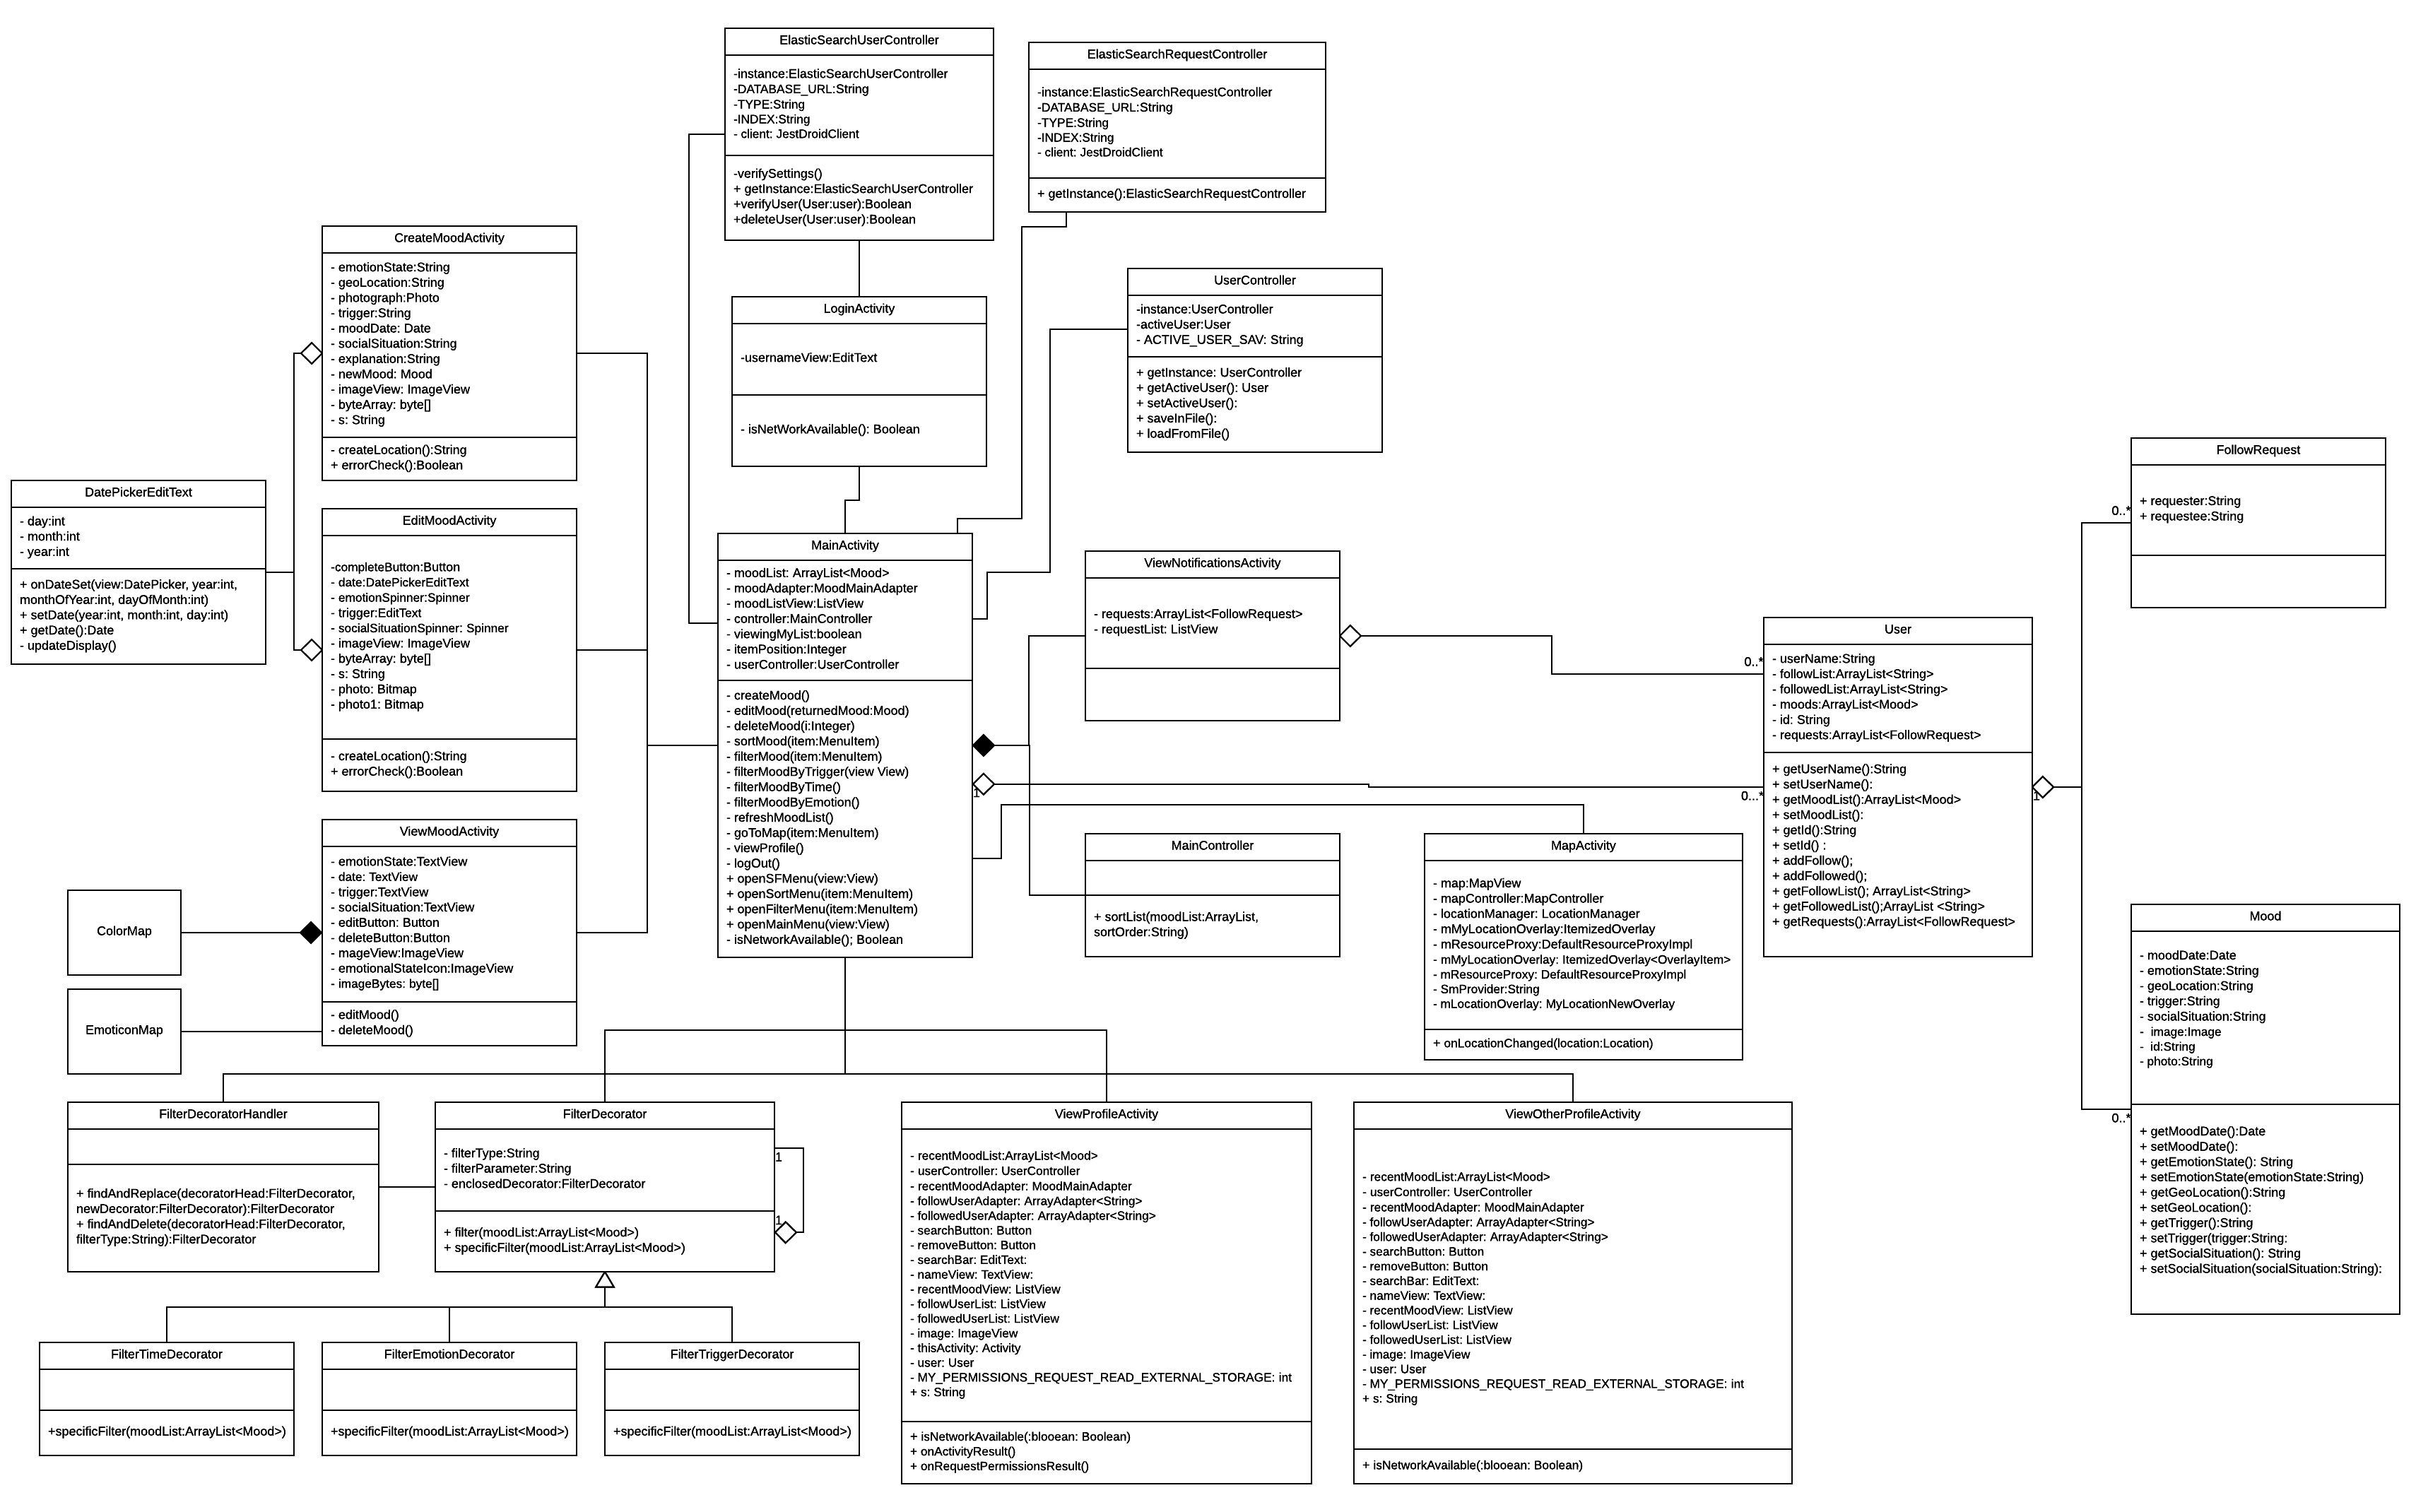 ElasticSearchUserController
-instance:ElasticSearchUserController
-DATABASE_URL:String
-TYPE:String
-INDEX:String
- client: JestDroidClient
-verifySettings()
+ getInstance:ElasticSearchUserController
+verifyUser(User:user):Boolean
+deleteUser(User:user):Boolean
ElasticSearchRequestController
-instance:ElasticSearchRequestController
-DATABASE_URL:String
-TYPE:String
-INDEX:String
- client: JestDroidClient
+ getInstance():ElasticSearchRequestController
CreateMoodActivity
- emotionState:String
- geoLocation:String
- photograph:Photo
- trigger:String
- moodDate: Date
- socialSituation:String
- explanation:String
- newMood: Mood
- imageView: ImageView
- byteArray: byte[]
- s: String
- createLocation():String
+ errorCheck():Boolean
LoginActivity
-usernameView:EditText
- isNetWorkAvailable(): Boolean
UserController
-instance:UserController
-activeUser:User
- ACTIVE_USER_SAV: String
+ getInstance: UserController
+ getActiveUser(): User
+ setActiveUser():
+ saveInFile():
+ loadFromFile()
FollowRequest
+ requester:String
+ requestee:String
0..*
DatePickerEditText
- day:int
- month:int
- year:int
+ onDateSet(view:DatePicker, year:int,
monthOfYear:int, dayOfMonth:int)
+ setDate(year:int, month:int, day:int)
+ getDate():Date
- updateDisplay()
EditMoodActivity
-completeButton:Button
- date:DatePickerEditText
- emotionSpinner:Spinner
- trigger:EditText
- socialSituationSpinner: Spinner
- imageView: ImageView
- byteArray: byte[]
- s: String
- photo: Bitmap
- photo1: Bitmap
- createLocation():String
+ errorCheck():Boolean
MainActivity
- moodList: ArrayList<Mood>
- moodAdapter:MoodMainAdapter
- moodListView:ListView
- controller:MainController
- viewingMyList:boolean
- itemPosition:Integer
- userController:UserController
- createMood()
- editMood(returnedMood:Mood)
- deleteMood(i:Integer)
- sortMood(item:MenuItem)
- filterMood(item:MenuItem)
- filterMoodByTrigger(view View)
- filterMoodByTime()
- filterMoodByEmotion()
- refreshMoodList()
- goToMap(item:MenuItem)
- viewProfile()
- logOut()
+ openSFMenu(view:View)
+ openSortMenu(item:MenuItem)
+ openFilterMenu(item:MenuItem)
+ openMainMenu(view:View)
- isNetworkAvailable(); Boolean
1
ViewNotificationsActivity
- requests:ArrayList<FollowRequest>
- requestList: ListView
0..*
0...*
User
- userName:String
- followList:ArrayList<String>
- followedList:ArrayList<String>
- moods:ArrayList<Mood>
- id: String
- requests:ArrayList<FollowRequest>
+ getUserName():String
+ setUserName():
+ getMoodList():ArrayList<Mood>
+ setMoodList():
+ getId():String
+ setId() :
+ addFollow();
+ addFollowed();
+ getFollowList(); ArrayList<String>
+ getFollowedList();ArrayList <String>
+ getRequests():ArrayList<FollowRequest>
1
ViewMoodActivity
- emotionState:TextView
- date: TextView
- trigger:TextView
- socialSituation:TextView
- editButton: Button
- deleteButton:Button
- mageView:ImageView
- emotionalStateIcon:ImageView
- imageBytes: byte[]
- editMood()
- deleteMood()
ColorMap
EmoticonMap
MainController
+ sortList(moodList:ArrayList,
sortOrder:String)
MapActivity
- map:MapView
- mapController:MapController
- locationManager: LocationManager
- mMyLocationOverlay:ItemizedOverlay
- mResourceProxy:DefaultResourceProxyImpl
- mMyLocationOverlay: ItemizedOverlay<OverlayItem>
- mResourceProxy: DefaultResourceProxyImpl
- SmProvider:String
- mLocationOverlay: MyLocationNewOverlay
+ onLocationChanged(location:Location)
Mood
- moodDate:Date
- emotionState:String
- geoLocation:String
- trigger:String
- socialSituation:String
- image:Image
- id:String
- photo:String
0..*
+ getMoodDate():Date
+ setMoodDate():
+ getEmotionState(): String
+ setEmotionState(emotionState:String)
+ getGeoLocation():String
+ setGeoLocation():
+ getTrigger():String
+ setTrigger(trigger:String:
+ getSocialSituation(): String
+ setSocialSituation(socialSituation:String):
FilterDecoratorHandler
+ findAndReplace(decoratorHead:FilterDecorator,
newDecorator:FilterDecorator):FilterDecorator
+ findAndDelete(decoratorHead:FilterDecorator,
filterType:String):FilterDecorator
FilterDecorator
- filterType:String
- filterParameter:String
- enclosedDecorator:FilterDecorator
+ filter(moodList:ArrayList<Mood>)
+ specificFilter(moodList:ArrayList<Mood>)
1
1
ViewProfileActivity
- recentMoodList:ArrayList<Mood>
- userController: UserController
- recentMoodAdapter: MoodMainAdapter
- followUserAdapter: ArrayAdapter<String>
- followedUserAdapter: ArrayAdapter<String>
- searchButton: Button
- removeButton: Button
- searchBar: EditText:
- nameView: TextView:
- recentMoodView: ListView
- followUserList: ListView
- followedUserList: ListView
- image: ImageView
- thisActivity: Activity
- user: User
- MY_PERMISSIONS_REQUEST_READ_EXTERNAL_STORAGE: int
+ s: String
+ isNetworkAvailable(:blooean: Boolean)
+ onActivityResult()
+ onRequestPermissionsResult()
ViewOtherProfileActivity
- recentMoodList:ArrayList<Mood>
- userController: UserController
- recentMoodAdapter: MoodMainAdapter
- followUserAdapter: ArrayAdapter<String>
- followedUserAdapter: ArrayAdapter<String>
- searchButton: Button
- removeButton: Button
- searchBar: EditText:
- nameView: TextView:
- recentMoodView: ListView
- followUserList: ListView
- followedUserList: ListView
- image: ImageView
- user: User
- MY_PERMISSIONS_REQUEST_READ_EXTERNAL_STORAGE: int
+ s: String
+ isNetworkAvailable(:blooean: Boolean)
FilterTimeDecorator
+specificFilter(moodList:ArrayList<Mood>)
FilterEmotionDecorator
+specificFilter(moodList:ArrayList<Mood>)
FilterTriggerDecorator
+specificFilter(moodList:ArrayList<Mood>)